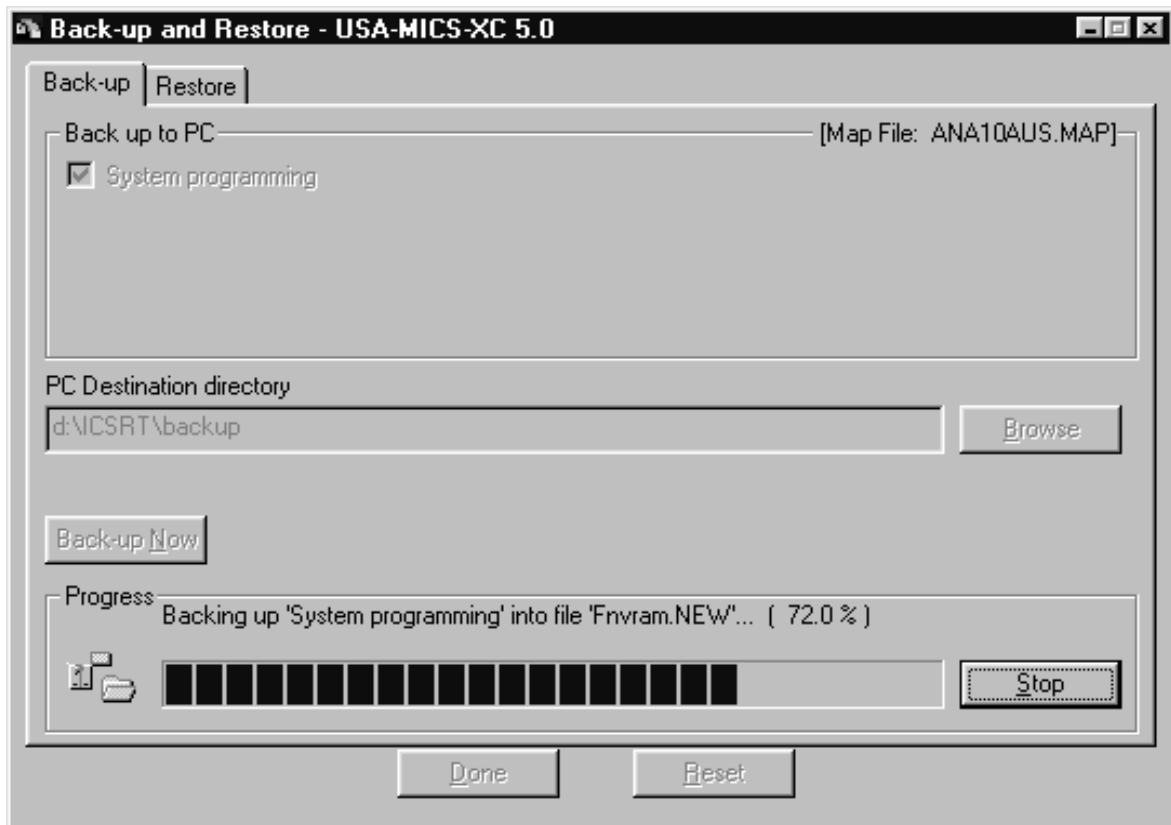 Back-up and Restore - USA-MICS-XC 5.0
Back-up Restore
Back up to PC [Map File: ANA10AUS.MAP]
System programming
PC Destination directory
d:\ICSRT\backup Browse
Back-up Now
Progress
Backing up 'System programming' into file 'Fnvram.NEW'... ( 72.0 % )
Stop
Done Reset